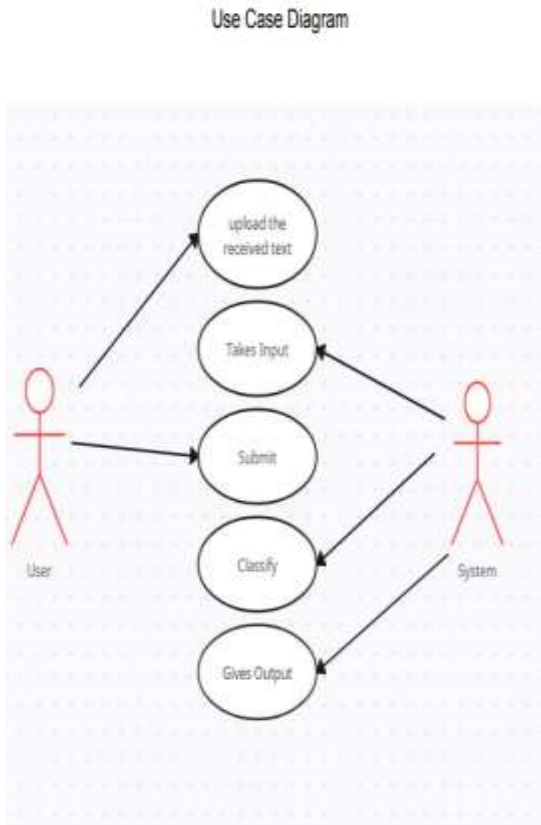 Use Case Diagram
upload the
received text
Takes Input
Submit
Classify
User
System
Gives Output